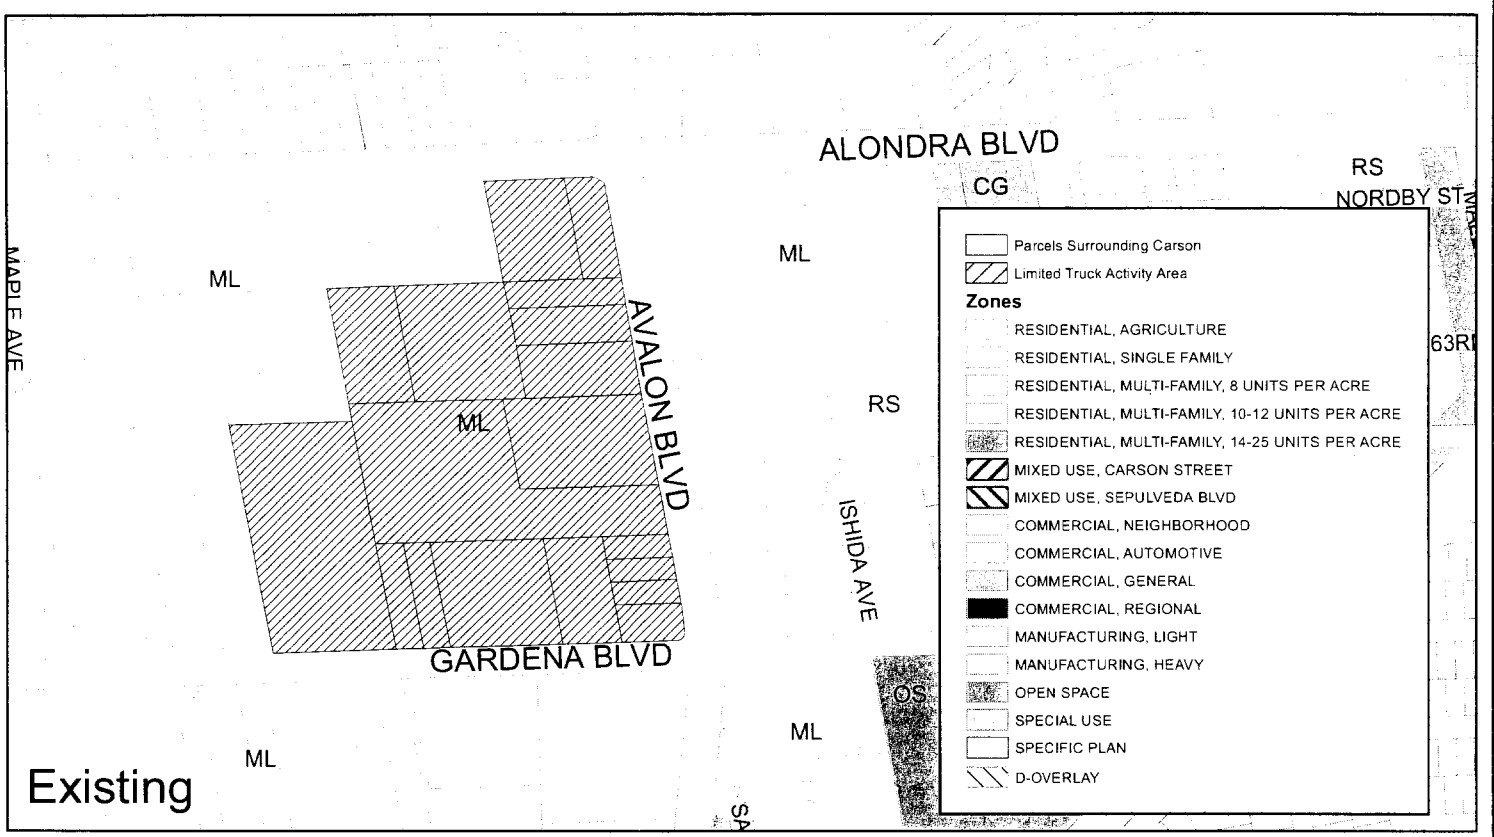 ALONDRA BLVD
RS
CG
NORDBY ST
MAPLE AVE
ML
ML
Parcels Surrounding Carson
Limited Truck Activity Area
Zones
RESIDENTIAL, AGRICULTURE
RESIDENTIAL, SINGLE FAMILY
RESIDENTIAL, MULTI-FAMILY, 8 UNITS PER ACRE
RESIDENTIAL, MULTI-FAMILY, 10-12 UNITS PER ACRE
RESIDENTIAL, MULTI-FAMILY, 14-25 UNITS PER ACRE
MIXED USE, CARSON STREET
MIXED USE, SEPULVEDA BLVD
COMMERCIAL, NEIGHBORHOOD
COMMERCIAL, AUTOMOTIVE
COMMERCIAL, GENERAL
COMMERCIAL, REGIONAL
MANUFACTURING, LIGHT
MANUFACTURING, HEAVY
OPEN SPACE
SPECIAL USE
SPECIFIC PLAN
D-OVERLAY
AVALON BLVD
ML
RS
ISHIDA AVE
GARDENA BLVD
OS
ML
ML
Existing
SA